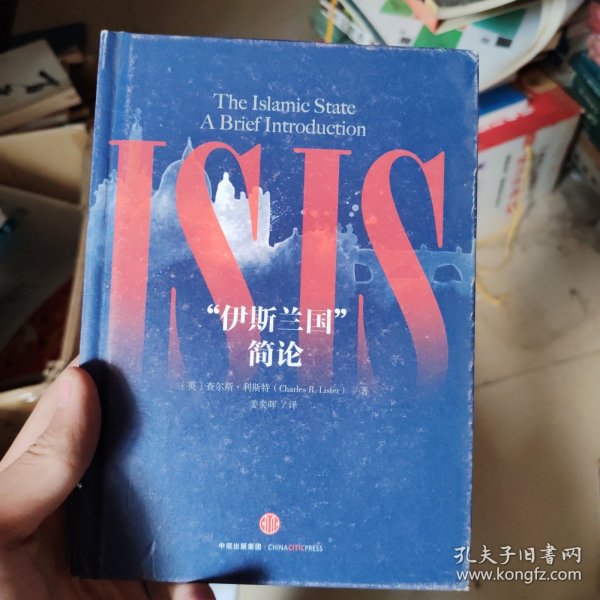 The Islamic State
A Brief Introduction
ISIS
“伊斯兰国”
简论
［英］查尔斯·利斯特（Charles R. Lister）／著
姜奕晖／译
CITIC
中信出版集团·CHINACITICPRESS
孔夫子旧书网
www.kongfz.com